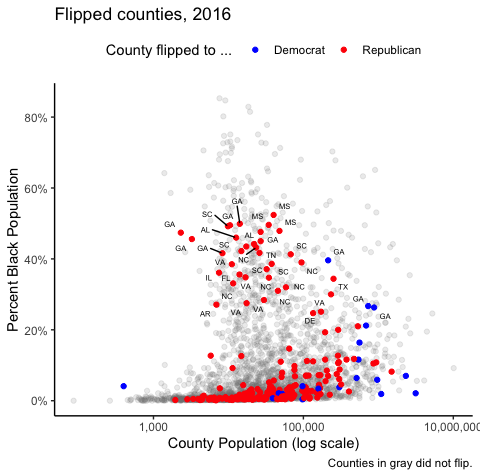 Flipped counties, 2016
County flipped to ... Democrat Republican
Percent Black Population
80%
60%
40%
20%
0%
GA
MS
SC
GA
MS
MS
GA
AL
AL
GA
GA
GA
SC
SC
GA
NC
TN
VA
NC
SC
SC
IL
FL
VA
NC
NC
TX
NC
NC
AR
VA
VA
VA
DE
GA
1,000
100,000
10,000,000
County Population (log scale)
Counties in gray did not flip.